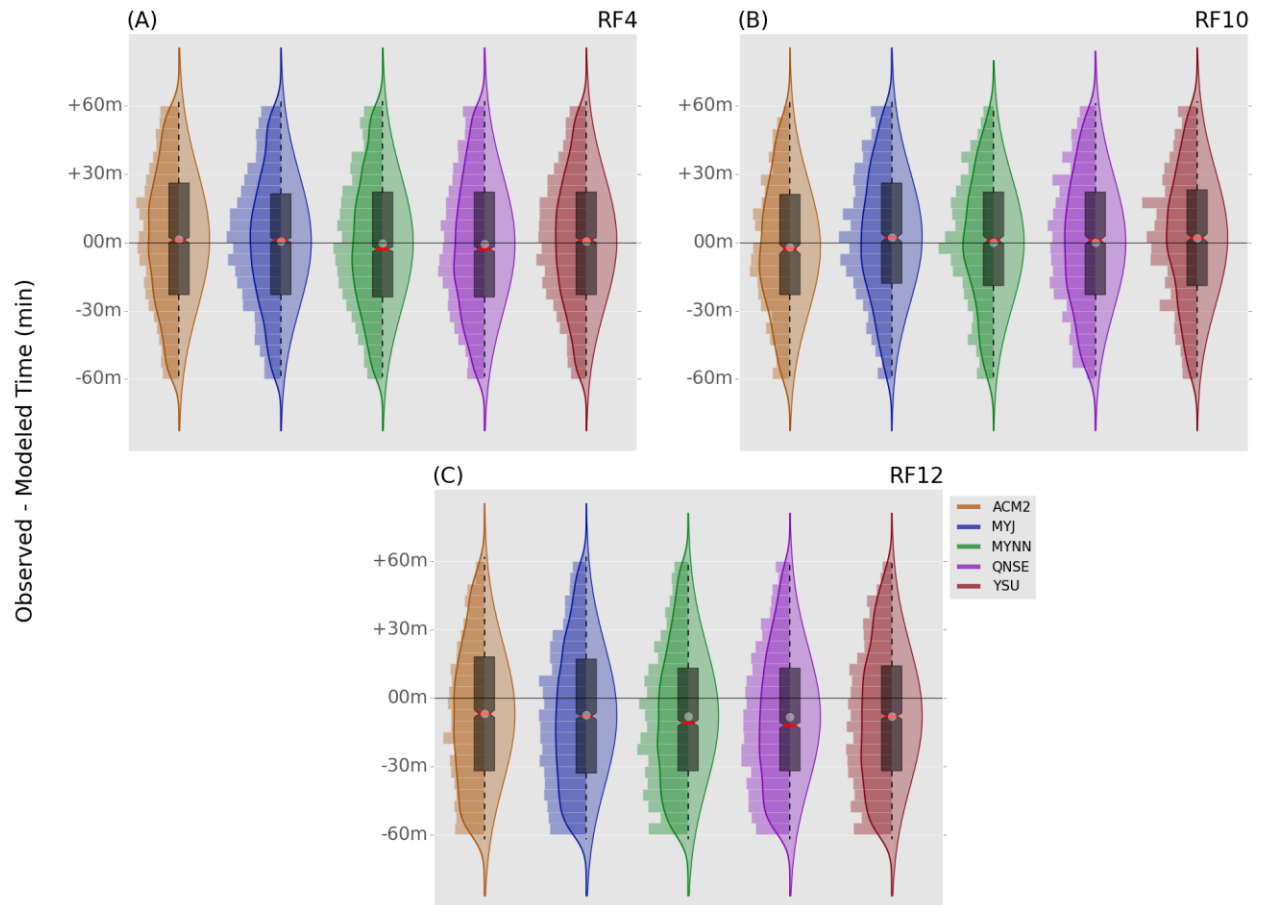 (A) RF4
(B) RF10
+60m
+30m
00m
-30m
-60m
+60m
+30m
00m
-30m
-60m
Observed - Modeled Time (min)
(C) RF12
+60m
+30m
00m
-30m
-60m
ACM2
MYJ
MYNN
QNSE
YSU